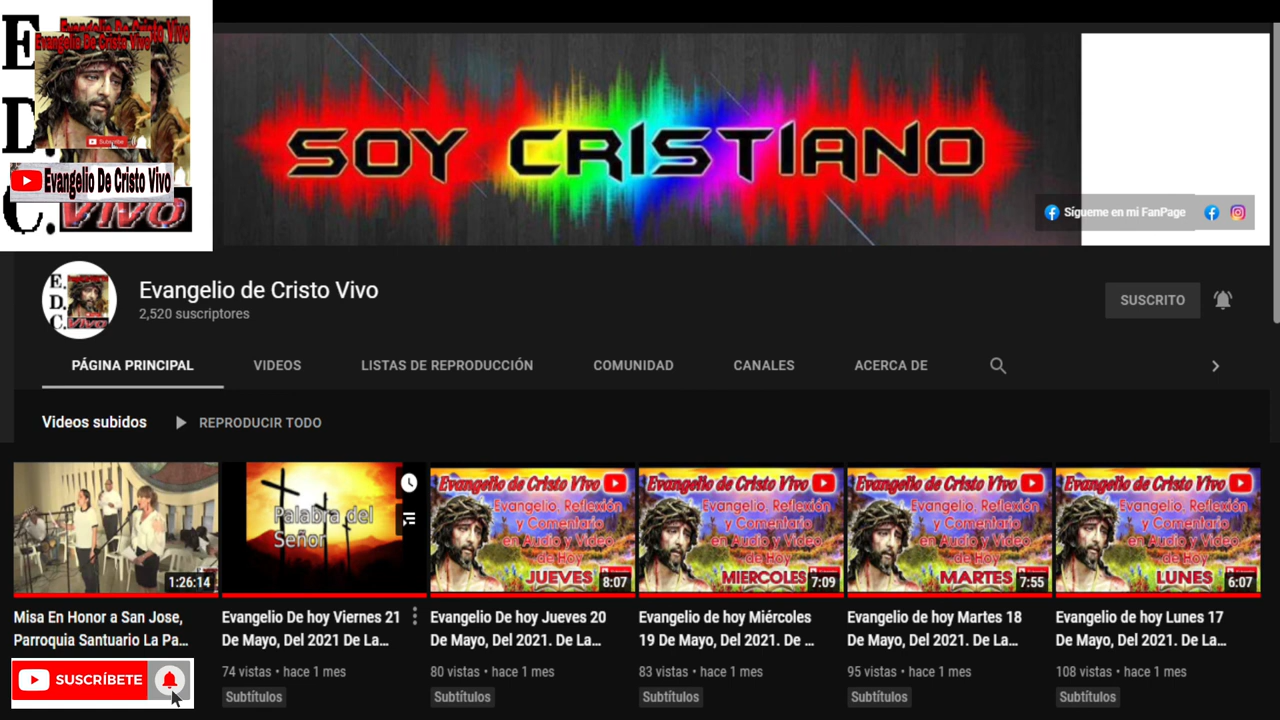 E
D.
C.
Evangelio De Cristo Vivo
Evangelio De Cristo Vivo
Subscribe
Evangelio De Cristo Vivo
VIVO
SOY CRISTIANO
Sígueme en mi FanPage
E.
D.
C.
VIVO
Evangelio de Cristo Vivo
2,520 suscriptores
SUSCRITO
PÁGINA PRINCIPAL
VIDEOS
LISTAS DE REPRODUCCIÓN
COMUNIDAD
CANALES
ACERCA DE
Videos subidos
REPRODUCIR TODO
1:26:14
Misa En Honor a San Jose,
Parroquia Santuario La Pa...
Palabra del
Señor
Evangelio De hoy Viernes 21
De Mayo, Del 2021 De La...
74 vistas • hace 1 mes
Subtítulos
Evangelio de Cristo Vivo
Evangelio, Reflexión
y Comentario
en Audio y Video
de Hoy
JUEVES
8:07
Evangelio De hoy Jueves 20
De Mayo, Del 2021. De La...
80 vistas • hace 1 mes
Subtítulos
Evangelio de Cristo Vivo
Evangelio, Reflexión
y Comentario
en Audio y Video
de Hoy
MIERCOLES
7:09
Evangelio de hoy Miércoles
19 De Mayo, Del 2021. De ...
83 vistas • hace 1 mes
Subtítulos
Evangelio de Cristo Vivo
Evangelio, Reflexión
y Comentario
en Audio y Video
de Hoy
MARTES
7:55
Evangelio de hoy Martes 18
De Mayo, Del 2021. De La...
95 vistas • hace 1 mes
Subtítulos
Evangelio de Cristo Vivo
Evangelio, Reflexión
y Comentario
en Audio y Video
de Hoy
LUNES
6:07
Evangelio de hoy Lunes 17
De Mayo, Del 2021. De La...
108 vistas • hace 1 mes
Subtítulos
SUSCRÍBETE